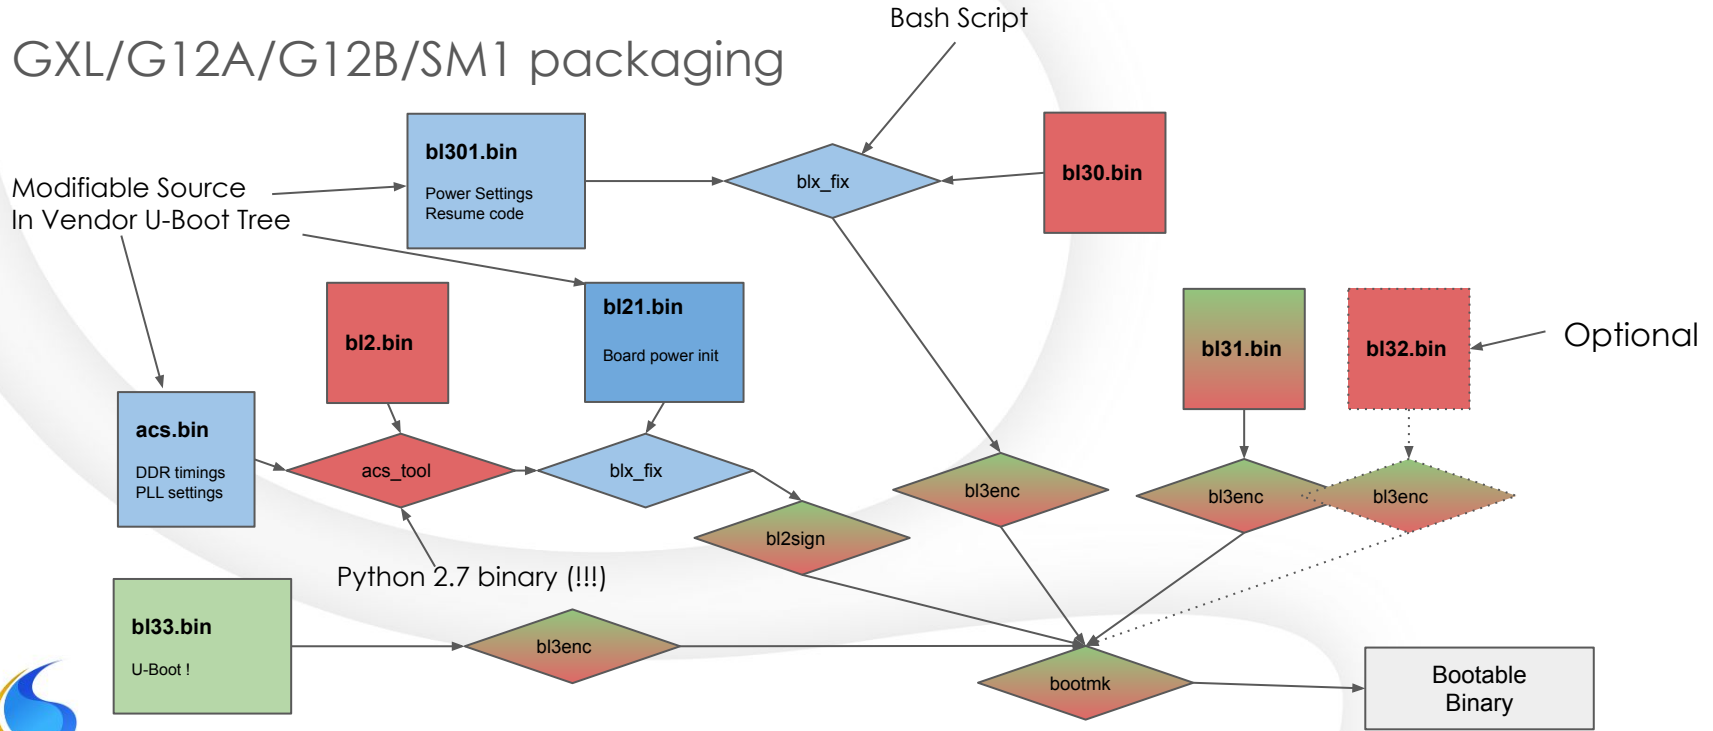 Bash Script
GXL/G12A/G12B/SM1 packaging
bl301.bin
Power Settings
Resume code
blx_fix
bl30.bin
Modifiable Source
In Vendor U-Boot Tree
bl2.bin
bl21.bin
Board power init
bl31.bin
bl32.bin
Optional
acs.bin
DDR timings
PLL settings
acs_tool
blx_fix
bl3enc
bl3enc
bl3enc
bl2sign
Python 2.7 binary (!!!)
bl33.bin
U-Boot !
bl3enc
bootmk
Bootable
Binary